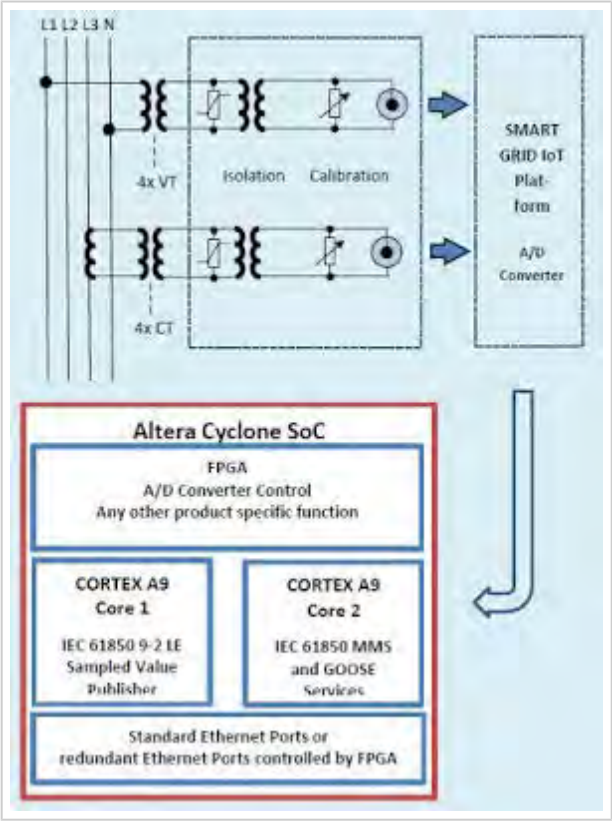 L1 L2 L3 N
4x VT
Isolation
Calibration
SMART
GRID IoT
Plat-
form
A/D
Converter
4x CT
Altera Cyclone SoC
FPGA
A/D Converter Control
Any other product specific function
CORTEX A9
Core 1
IEC 61850 9-2 LE
Sampled Value
Publisher
CORTEX A9
Core 2
IEC 61850 MMS
and GOOSE
Services
Standard Ethernet Ports or
redundant Ethernet Ports controlled by FPGA